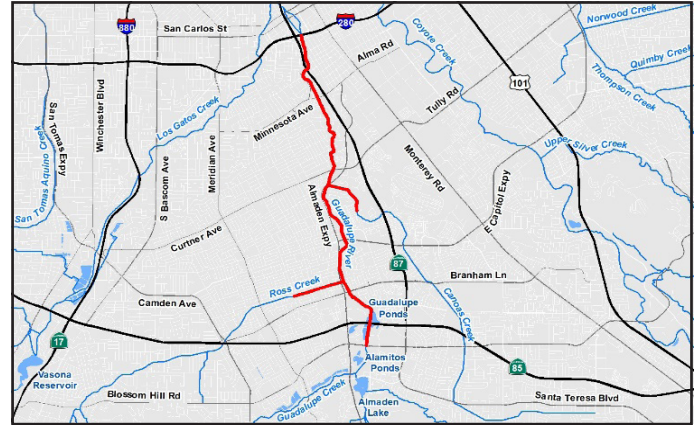 San Carlos St
880
280
Norwood Creek
Quimby Creek
Thompson Creek
Coyote Creek
Alma Rd
101
Tully Rd
Winchester Blvd
San Tomas Expy
San Tomas Aquino Creek
Los Gatos Creek
Minnesota Ave
S Bascom Ave
Meridian Ave
Monterey Rd
Upper Silver Creek
E Capitol Expy
Almaden Expy
Guadalupe River
Curtner Ave
87
Ross Creek
Branham Ln
Camden Ave
Canoas Creek
Guadalupe
Ponds
17
85
Vasona
Reservoir
Alamitos
Ponds
Blossom Hill Rd
Guadalupe Creek
Almaden
Lake
Santa Teresa Blvd